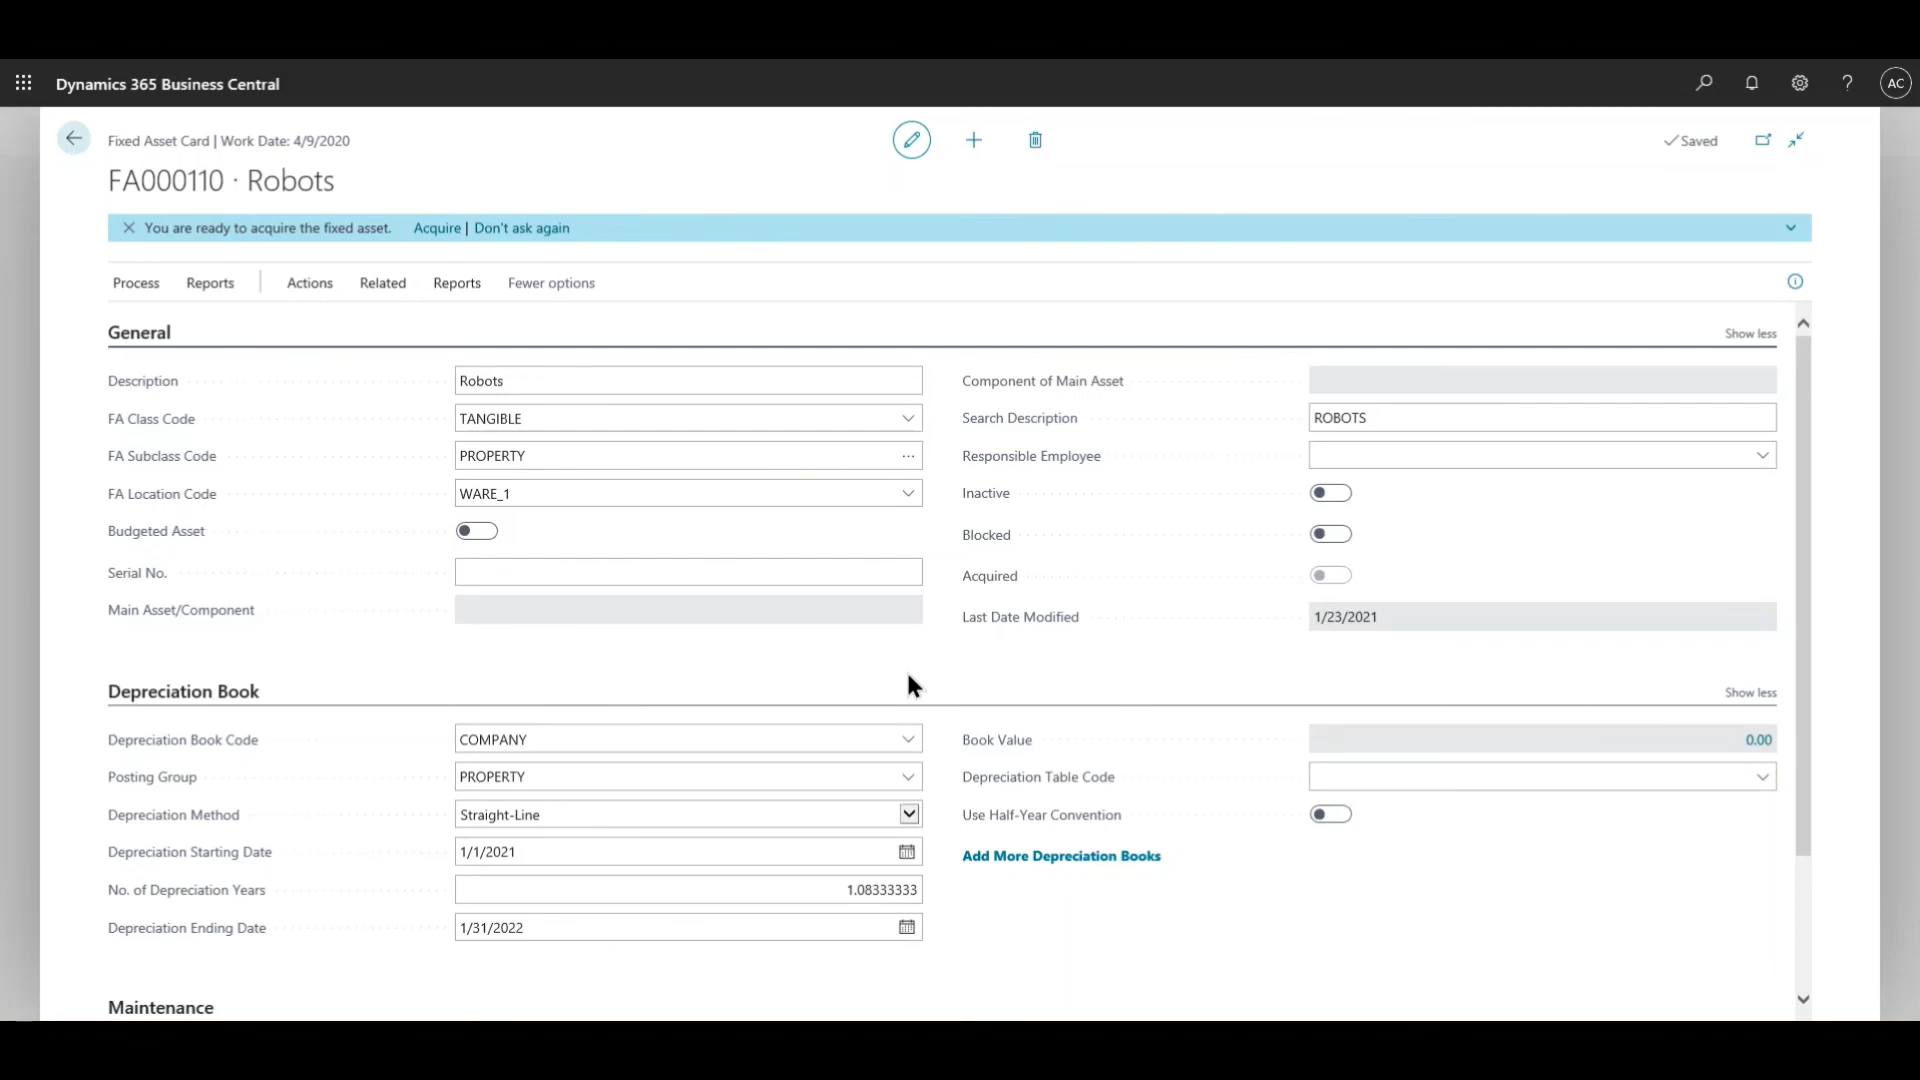 Dynamics 365 Business Central
AC
Fixed Asset Card | Work Date: 4/9/2020
Saved
FA000110 · Robots
You are ready to acquire the fixed asset. Acquire | Don't ask again
Process Reports Actions Related Reports Fewer options
General
Show less
Description Robots
FA Class Code TANGIBLE
FA Subclass Code PROPERTY ...
FA Location Code WARE_1
Budgeted Asset
Serial No.
Main Asset/Component
Component of Main Asset
Search Description ROBOTS
Responsible Employee
Inactive
Blocked
Acquired
Last Date Modified 1/23/2021
Depreciation Book
Show less
Depreciation Book Code COMPANY
Posting Group PROPERTY
Depreciation Method Straight-Line
Depreciation Starting Date 1/1/2021
No. of Depreciation Years 1.08333333
Depreciation Ending Date 1/31/2022
Book Value 0.00
Depreciation Table Code
Use Half-Year Convention
Add More Depreciation Books
Maintenance